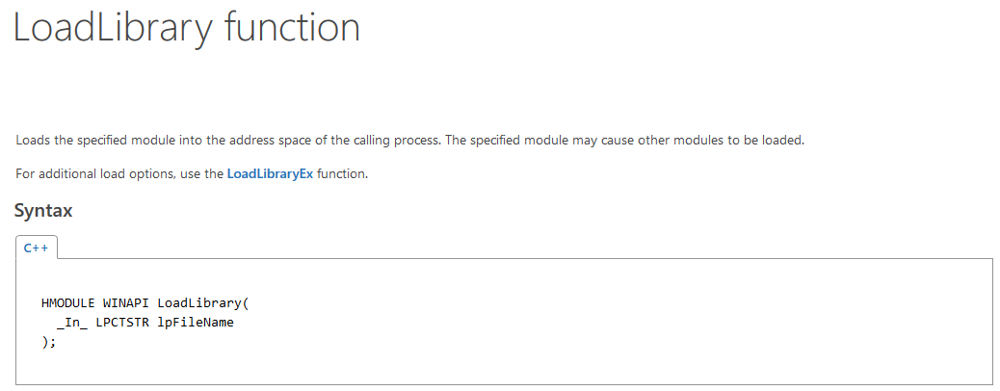 LoadLibrary function
Loads the specified module into the address space of the calling process. The specified module may cause other modules to be loaded.
For additional load options, use the LoadLibraryEx function.
Syntax
C++
HMODULE WINAPI LoadLibrary(
  _In_ LPCTSTR lpFileName
);